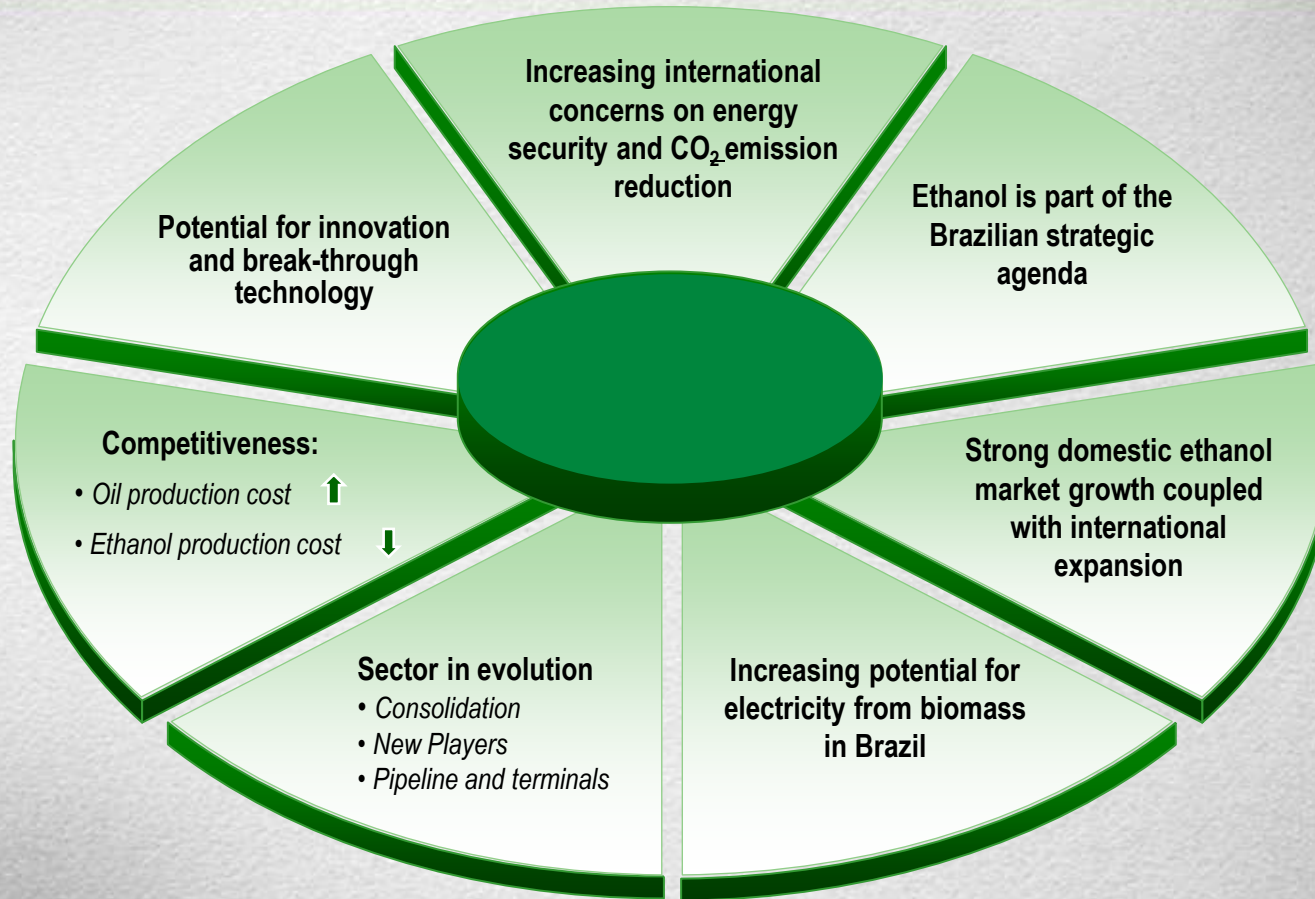 Increasing international
concerns on energy
security and CO₂ emission
reduction
Ethanol is part of the
Brazilian strategic
agenda
Strong domestic ethanol
market growth coupled
with international
expansion
Increasing potential for
electricity from biomass
in Brazil
Sector in evolution
• Consolidation
• New Players
• Pipeline and terminals
Competitiveness:
• Oil production cost
• Ethanol production cost
Potential for innovation
and break-through
technology